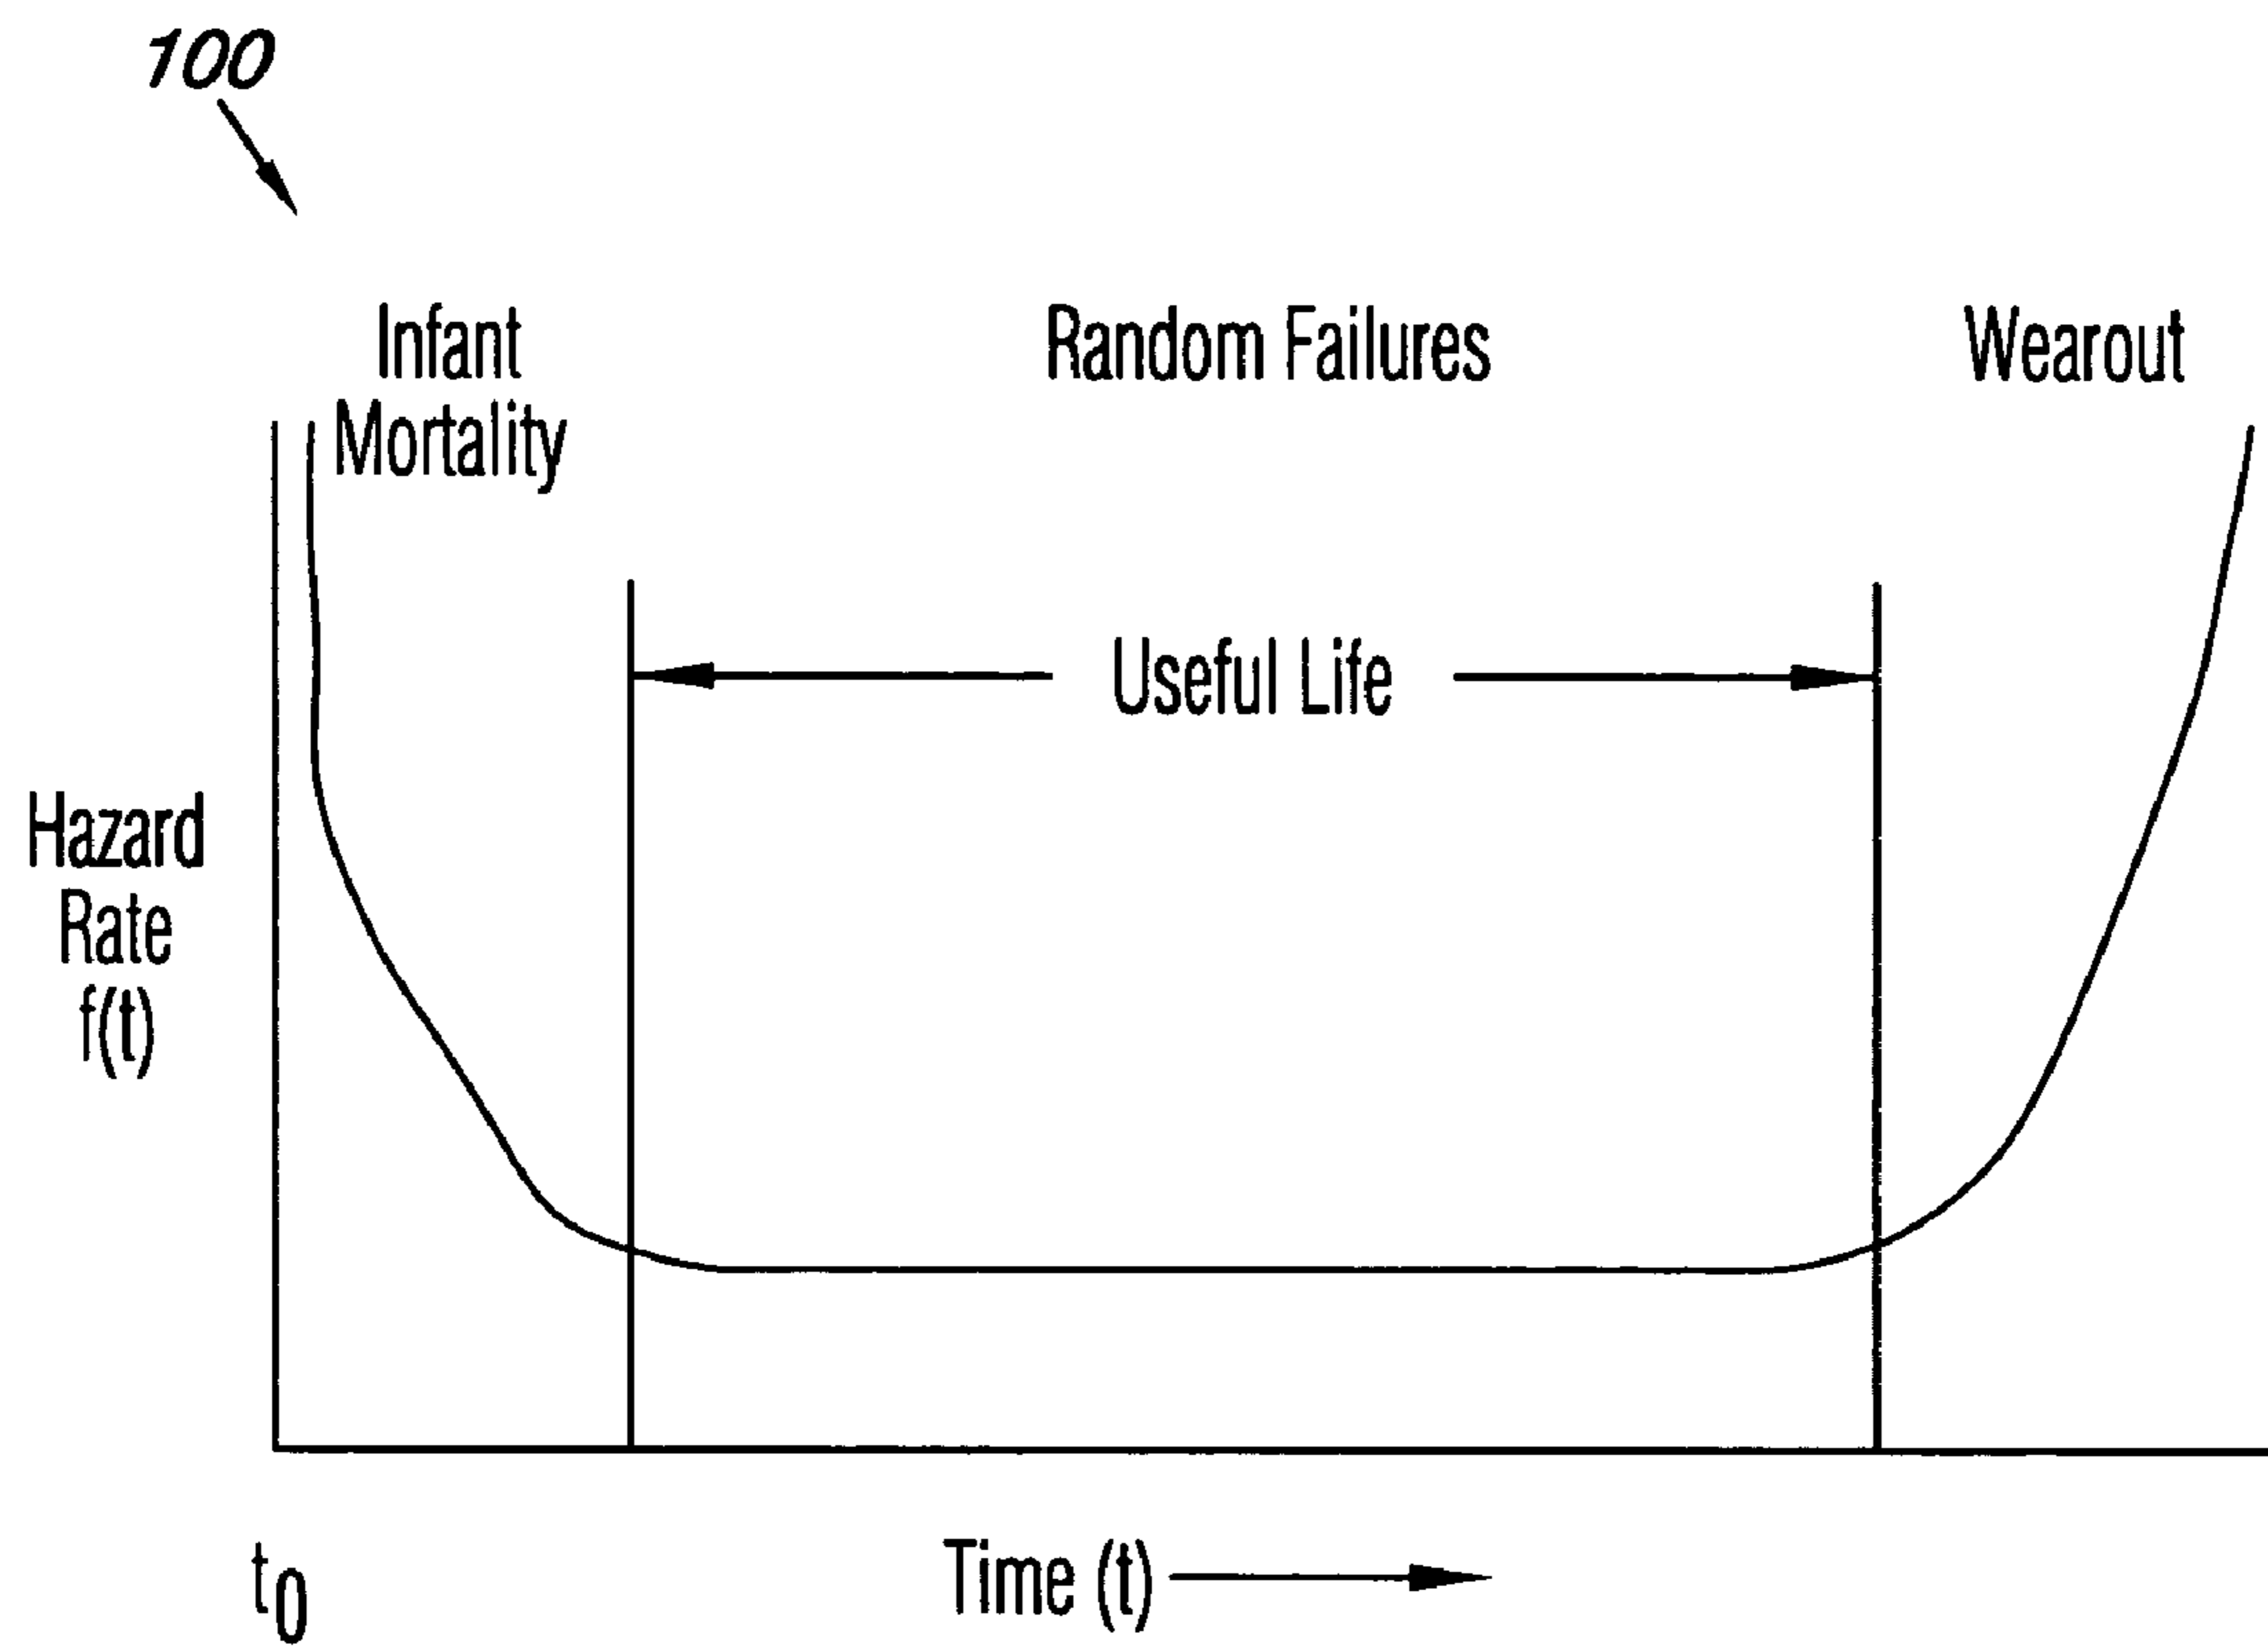 100
Infant
Mortality
Random Failures
Wearout
Useful Life
Hazard
Rate
f(t)
t0
Time (t)